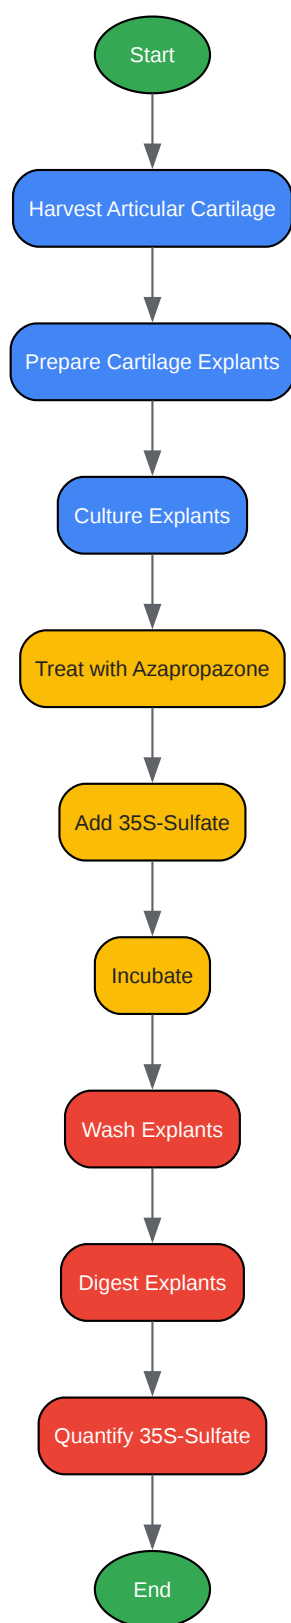 Start
Harvest Articular Cartilage
Prepare Cartilage Explants
Culture Explants
Treat with Azapropazone
Add 35S-Sulfate
Incubate
Wash Explants
Digest Explants
Quantify 35S-Sulfate
End